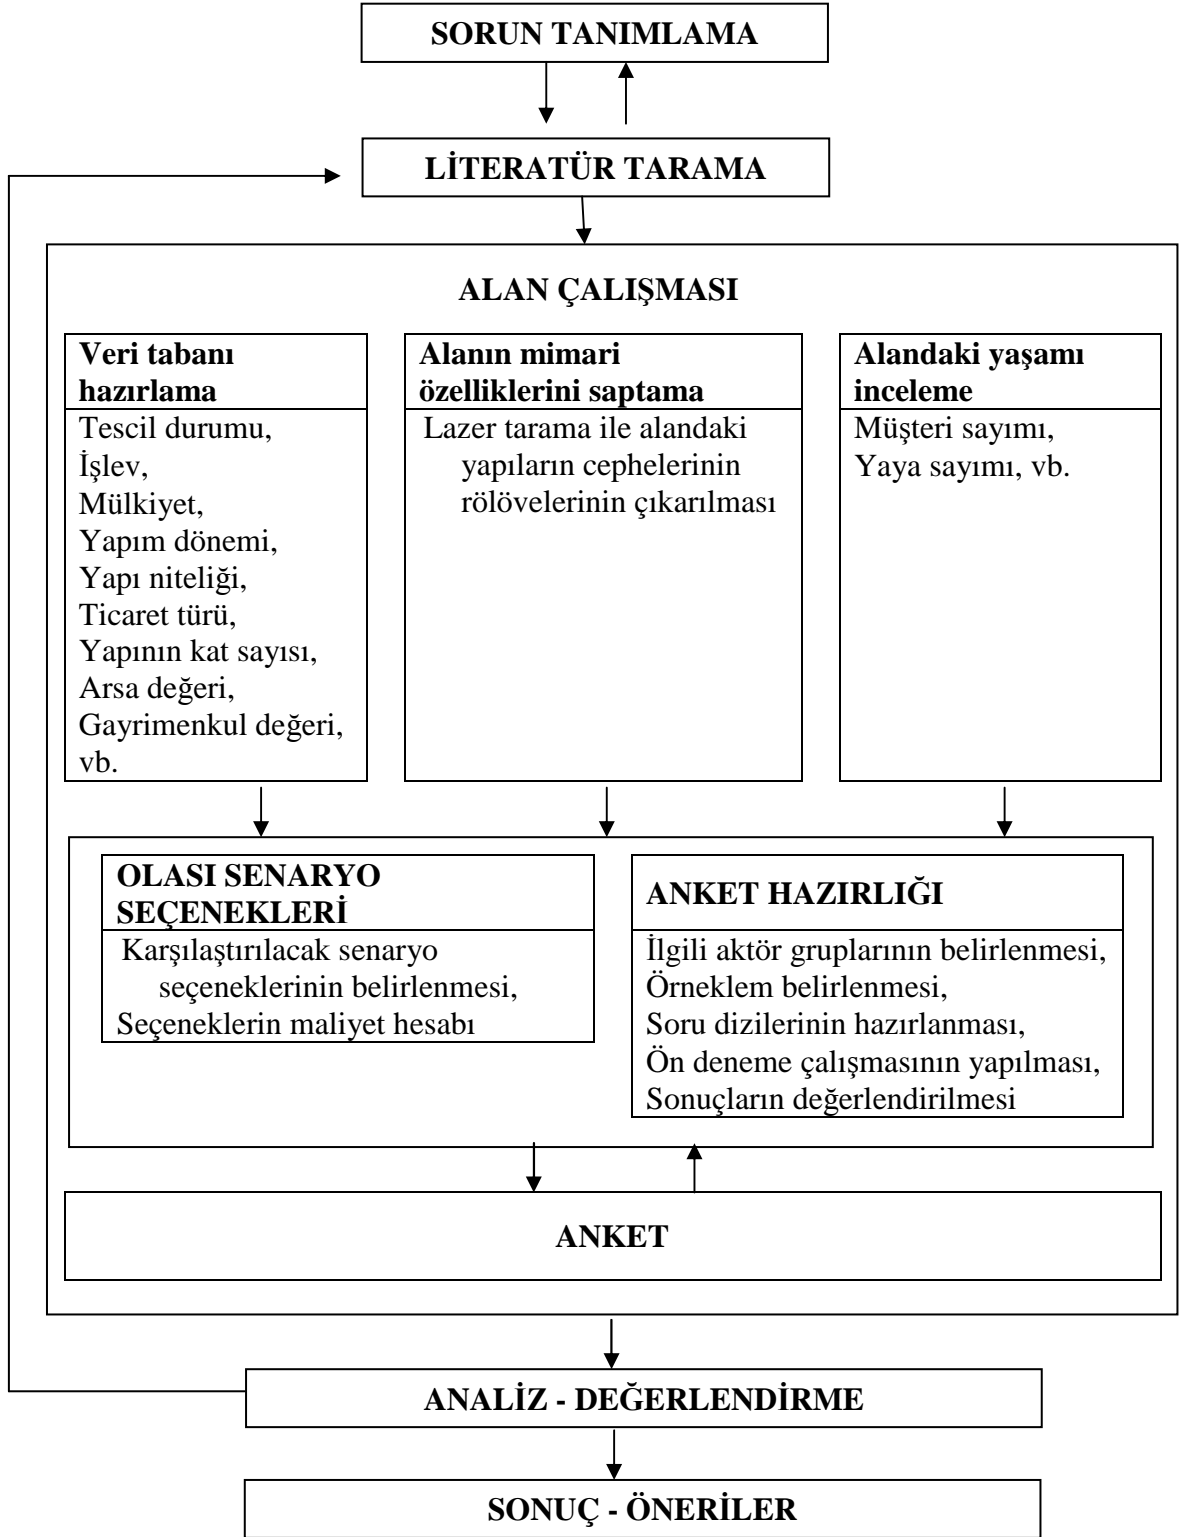 SORUN TANIMLAMA
LİTERATÜR TARAMA
ALAN ÇALIŞMASI
Veri tabanı
hazırlama
Tescil durumu,
İşlev,
Mülkiyet,
Yapım dönemi,
Yapı niteliği,
Ticaret türü,
Yapının kat sayısı,
Arsa değeri,
Gayrimenkul değeri,
vb.
Alanın mimari
özelliklerini saptama
Lazer tarama ile alandaki
yapıların cephelerinin
rölövelerinin çıkarılması
Alandaki yaşamı
inceleme
Müşteri sayımı,
Yaya sayımı, vb.
OLASI SENARYO
SEÇENEKLERİ
Karşılaştırılacak senaryo
seçeneklerinin belirlenmesi,
Seçeneklerin maliyet hesabı
ANKET HAZIRLIĞI
İlgili aktör gruplarının belirlenmesi,
Örneklem belirlenmesi,
Soru dizilerinin hazırlanması,
Ön deneme çalışmasının yapılması,
Sonuçların değerlendirilmesi
ANKET
ANALİZ - DEĞERLENDİRME
SONUÇ - ÖNERİLER